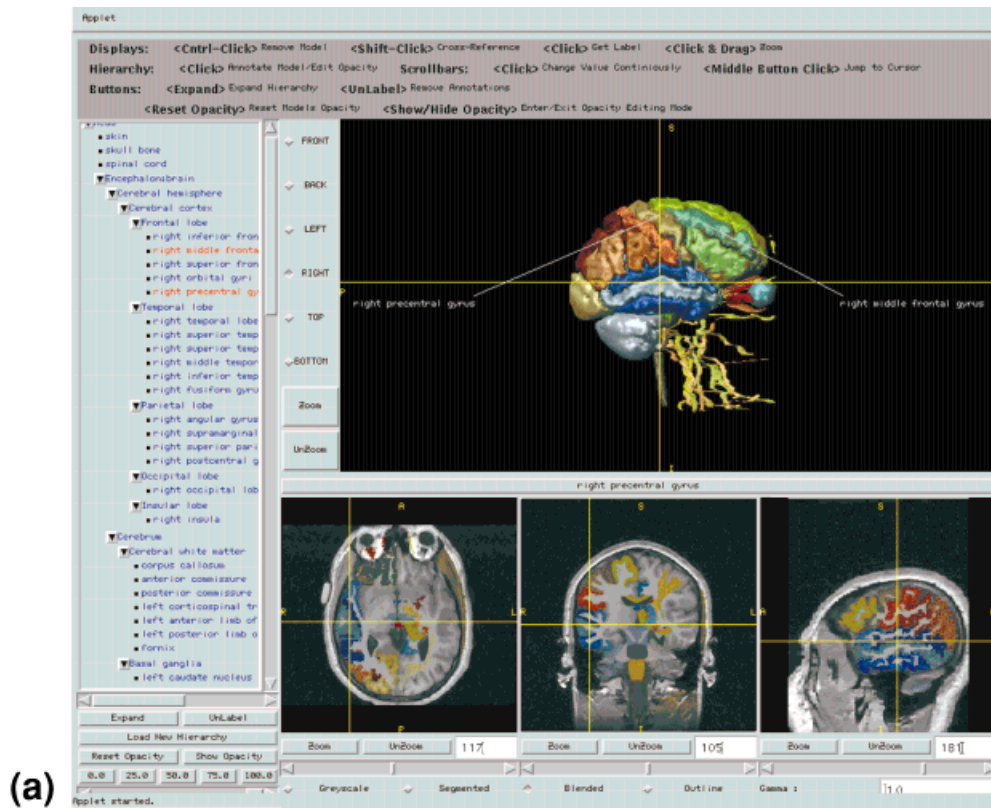 Applet
Displays: <Cntrl-Click> Remove Model <Shift-Click> Cross-Reference <Click> Get Label <Click & Drag> Zoom
Hierarchy: <Click> Annotate Model/Edit Opacity Scrollbars: <Click> Change Value Continiously <Middle Button Click> Jump to Cursor
Buttons: <Expand> Expand Hierarchy <UnLabel> Remove Annotations
<Reset Opacity> Reset Models Opacity <Show/Hide Opacity> Enter/Exit Opacity Editing Mode
skin
skull bone
spinal cord
Encephalonsbrain
Cerebral hemisphere
Cerebral cortex
Frontal lobe
right inferior fron
right middle fronta
right superior fron
right orbital gyri
right precentral gy
Temporal lobe
right temporal lobe
right superior temp
right superior temp
right middle tempor
right inferior temp
right fusiform gyru
Parietal lobe
right angular gyrus
right supramarginal
right superior pari
right postcentral g
Occipital lobe
right occipital lob
Insular lobe
right insula
Cerebrum
Cerebral white matter
corpus callosum
anterior commissure
posterior commissure
left corticospinal tr
left anterior limb of
left posterior limb o
fornix
Basal ganglia
left caudate nucleus
Expand UnLabel
Load New Hierarchy
Reset Opacity Show Opacity
0.0 25.0 50.0 75.0 100.0
Applet started.
FRONT
BACK
LEFT
RIGHT
TOP
BOTTOM
Zoom
UnZoom
S
P
right precentral gyrus
right middle frontal gyrus
I
right precentral gyrus
A
R L
P
S
R L
I
S
A
I
Zoom UnZoom 117
Zoom UnZoom 105
Zoom UnZoom 181
Greyscale Segmented Blended Outline Gamma : 1.0
(a)